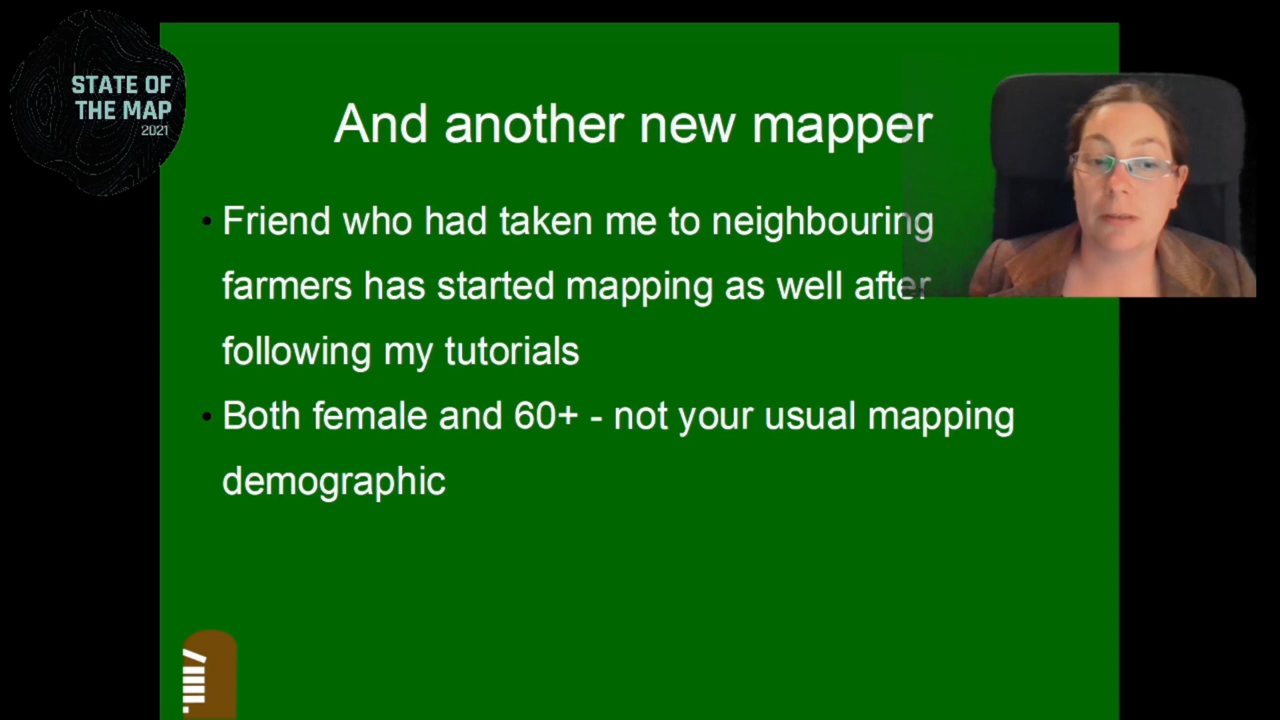 STATE OF
THE MAP
2021
And another new mapper
• Friend who had taken me to neighbouring
farmers has started mapping as well after
following my tutorials
• Both female and 60+ - not your usual mapping
demographic